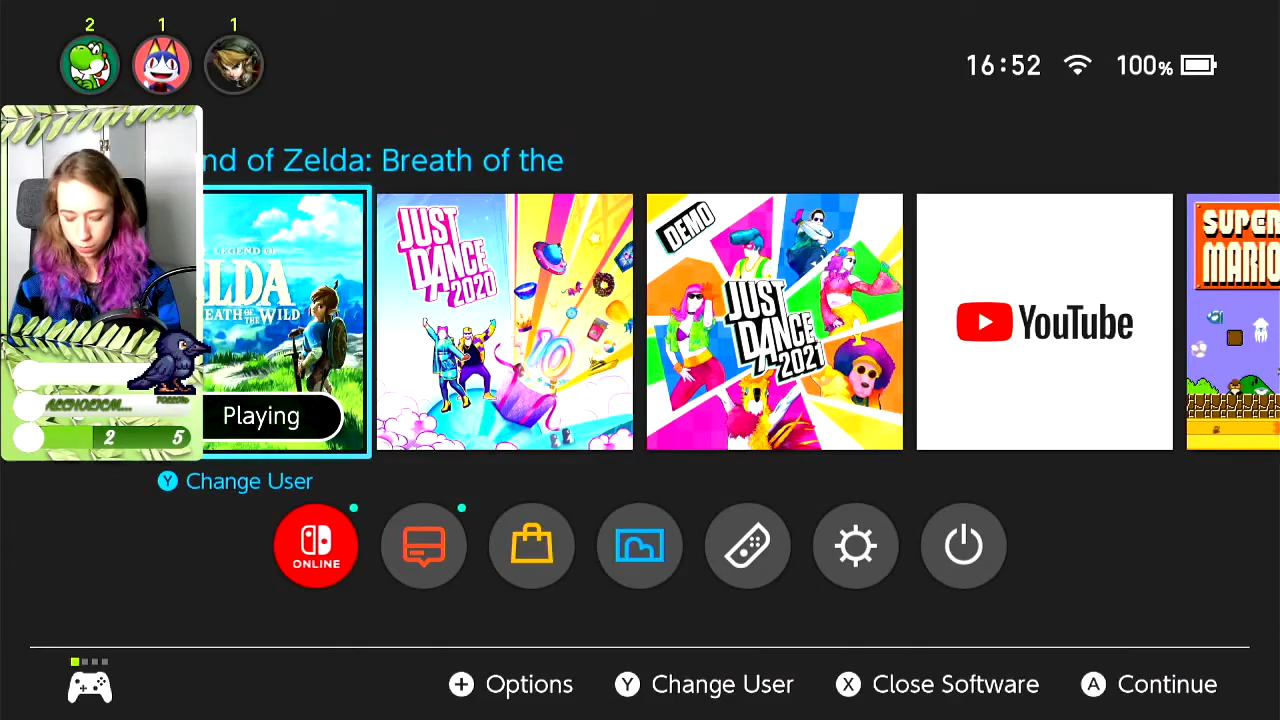 2 1 1
16:52 100%
nd of Zelda: Breath of the
LEGEND OF
ZELDA
BREATH OF THE WILD
Playing
JUST
DANCE
2020
10
DEMO
JUST
DANCE
2021
YouTube
SUPER
MARIO
2 5
Y Change User
ONLINE
+ Options Y Change User X Close Software A Continue